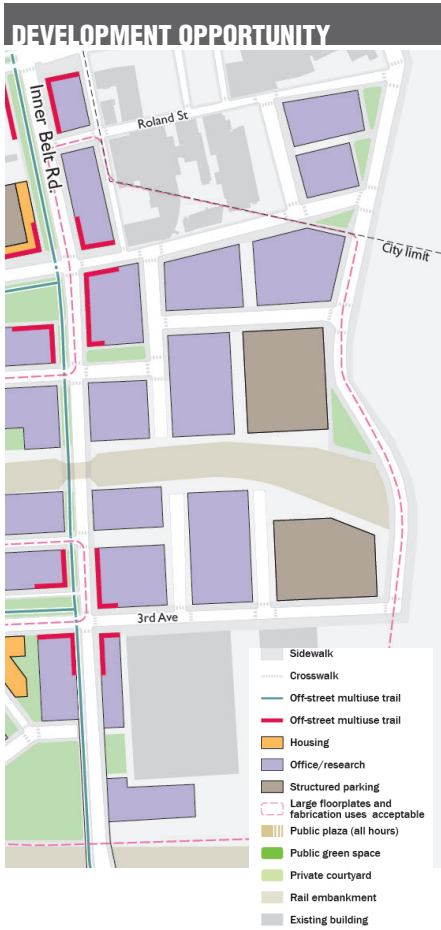 DEVELOPMENT OPPORTUNITY
Inner Belt Rd.
Roland St
City limit
3rd Ave
Sidewalk
Crosswalk
Off-street multiuse trail
Off-street multiuse trail
Housing
Office/research
Structured parking
Large floorplates and
fabrication uses acceptable
Public plaza (all hours)
Public green space
Private courtyard
Rail embankment
Existing building